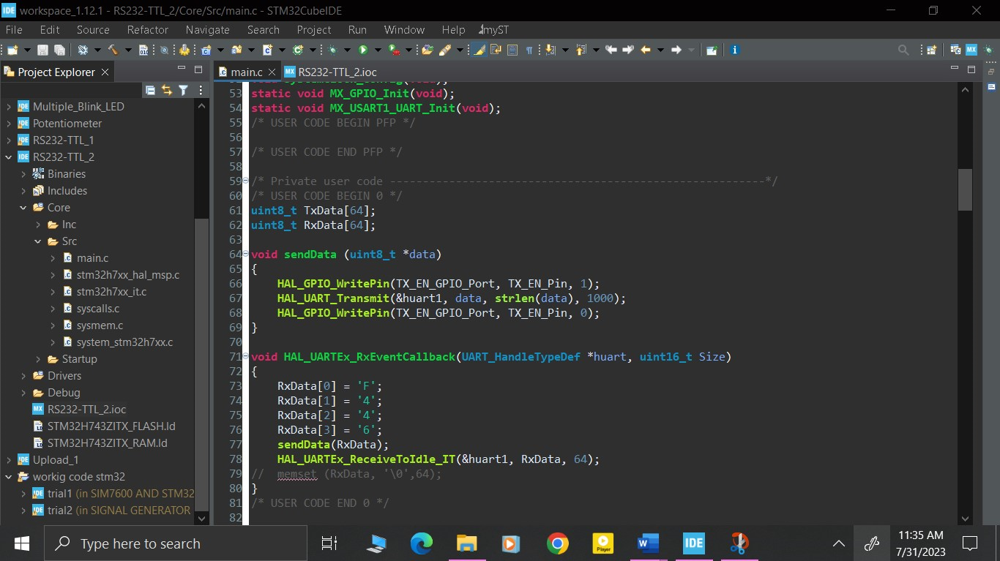 IDE workspace_1.12.1 - RS232-TTL_2/Core/Src/main.c - STM32CubeIDE
File Edit Source Refactor Navigate Search Project Run Window Help myST
Project Explorer
main.c
MX RS232-TTL_2.ioc
Multiple_Blink_LED
Potentiometer
RS232-TTL_1
RS232-TTL_2
Binaries
Includes
Core
Inc
Src
main.c
stm32h7xx_hal_msp.c
stm32h7xx_it.c
syscalls.c
sysmem.c
system_stm32h7xx.c
Startup
Drivers
Debug
MX RS232-TTL_2.ioc
STM32H743ZITX_FLASH.ld
STM32H743ZITX_RAM.ld
Upload_1
workig code stm32
trial1 (in SIM7600 AND STM32
trial2 (in SIGNAL GENERATOR
53 static void MX_GPIO_Init(void);
54 static void MX_USART1_UART_Init(void);
55 /* USER CODE BEGIN PFP */
56
57 /* USER CODE END PFP */
58
59 /* Private user code ---------------------------------------------------------*/
60 /* USER CODE BEGIN 0 */
61 uint8_t TxData[64];
62 uint8_t RxData[64];
63
64 void sendData (uint8_t *data)
65 {
66     HAL_GPIO_WritePin(TX_EN_GPIO_Port, TX_EN_Pin, 1);
67     HAL_UART_Transmit(&huart1, data, strlen(data), 1000);
68     HAL_GPIO_WritePin(TX_EN_GPIO_Port, TX_EN_Pin, 0);
69 }
70
71 void HAL_UARTEx_RxEventCallback(UART_HandleTypeDef *huart, uint16_t Size)
72 {
73     RxData[0] = 'F';
74     RxData[1] = '4';
75     RxData[2] = '4';
76     RxData[3] = '6';
77     sendData(RxData);
78     HAL_UARTEx_ReceiveToIdle_IT(&huart1, RxData, 64);
79 //  memset (RxData, '\0',64);
80 }
81 /* USER CODE END 0 */
82
Type here to search
Player
IDE
11:35 AM
7/31/2023